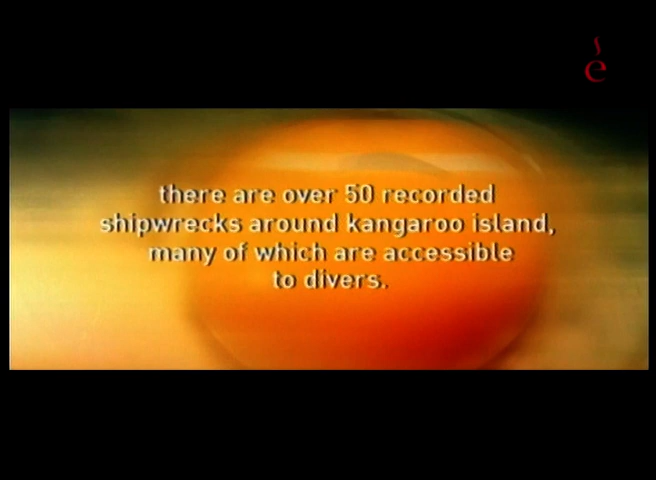 e
there are over 50 recorded
shipwrecks around kangaroo island,
many of which are accessible
to divers.